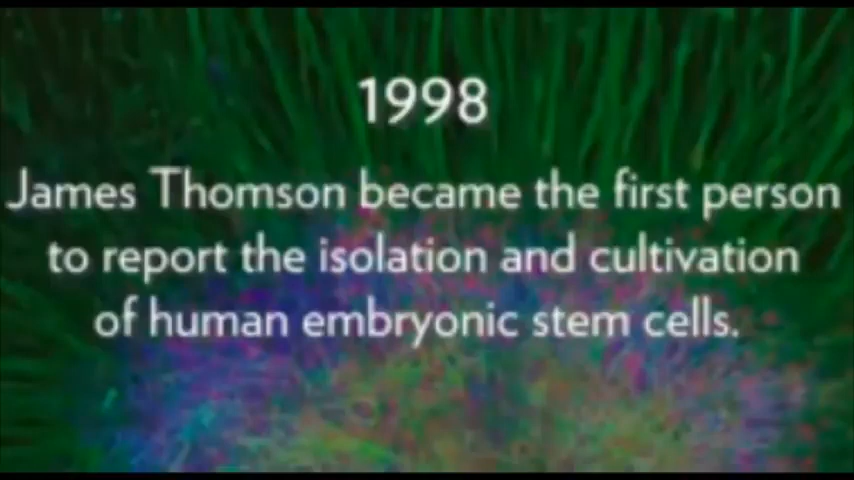 1998
James Thomson became the first person
to report the isolation and cultivation
of human embryonic stem cells.